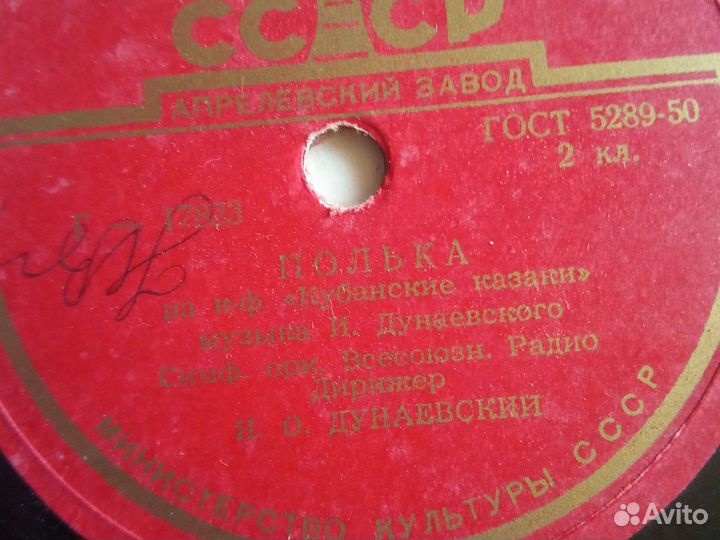 СССР
АПРЕЛЕВСКИЙ ЗАВОД
ГОСТ 5289-50
2 кл.
ПОЛЬКА
из к-ф «Кубанские казаки»
музыка И. Дунаевского
Симф. орк. Всесоюзн. Радио
Дирижер
И. О. ДУНАЕВСКИЙ
МИНИСТЕРСТВО КУЛЬТУРЫ СССР
Avito